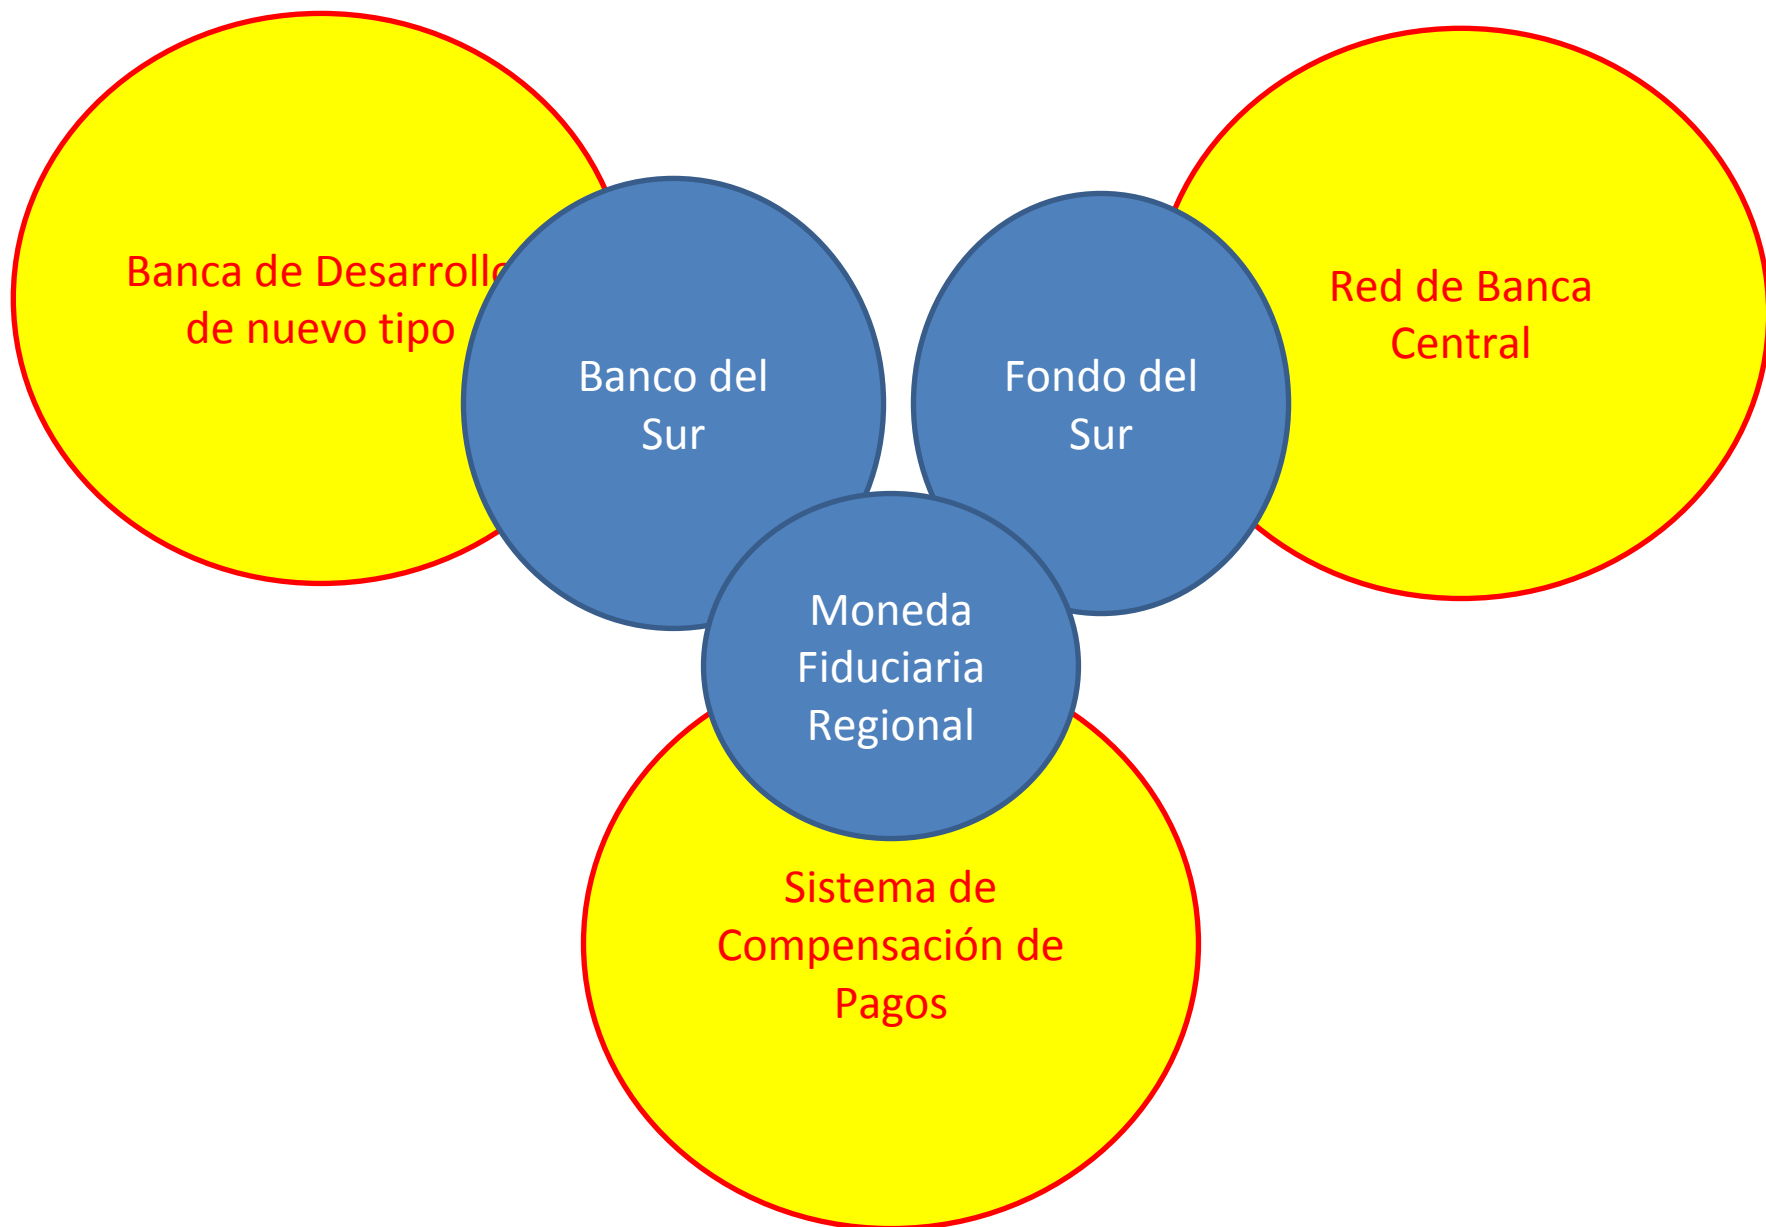 Banca de Desarrollo
de nuevo tipo
Banco del
Sur
Fondo del
Sur
Red de Banca
Central
Moneda
Fiduciaria
Regional
Sistema de
Compensación de
Pagos